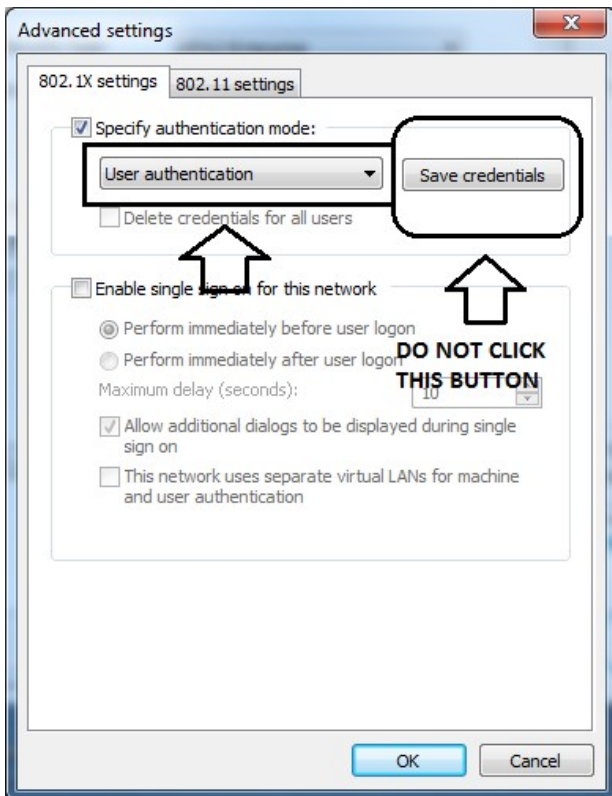 Advanced settings
802.1X settings
802.11 settings
Specify authentication mode:
User authentication
Save credentials
Delete credentials for all users
Enable single sign on for this network
Perform immediately before user logon
Perform immediately after user logon
DO NOT CLICK
THIS BUTTON
Maximum delay (seconds):
10
Allow additional dialogs to be displayed during single
sign on
This network uses separate virtual LANs for machine
and user authentication
OK
Cancel